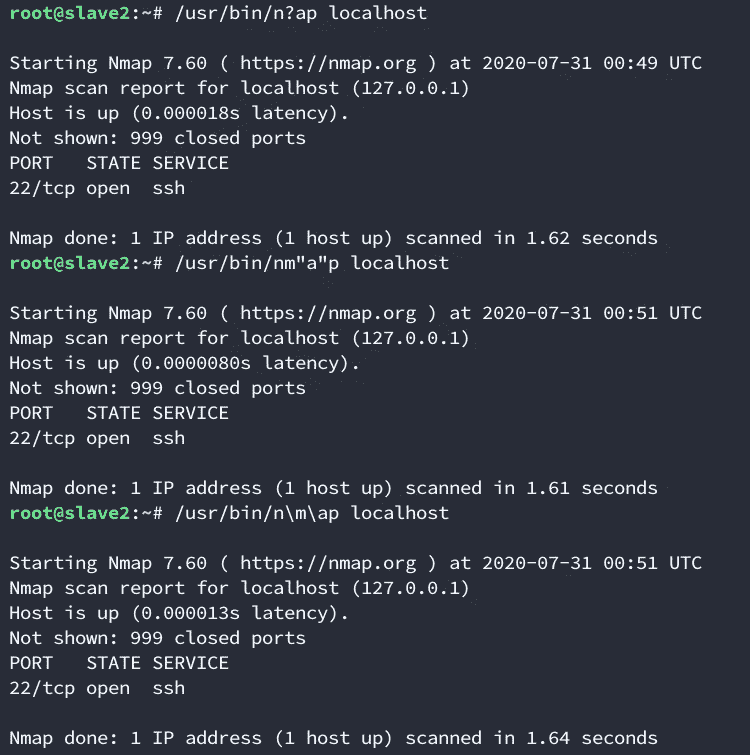 root@slave2:~# /usr/bin/n?ap localhost
Starting Nmap 7.60 ( https://nmap.org ) at 2020-07-31 00:49 UTC
Nmap scan report for localhost (127.0.0.1)
Host is up (0.000018s latency).
Not shown: 999 closed ports
PORT   STATE SERVICE
22/tcp open  ssh
Nmap done: 1 IP address (1 host up) scanned in 1.62 seconds
root@slave2:~# /usr/bin/nm"a"p localhost
Starting Nmap 7.60 ( https://nmap.org ) at 2020-07-31 00:51 UTC
Nmap scan report for localhost (127.0.0.1)
Host is up (0.0000080s latency).
Not shown: 999 closed ports
PORT   STATE SERVICE
22/tcp open  ssh
Nmap done: 1 IP address (1 host up) scanned in 1.61 seconds
root@slave2:~# /usr/bin/n\m\ap localhost
Starting Nmap 7.60 ( https://nmap.org ) at 2020-07-31 00:51 UTC
Nmap scan report for localhost (127.0.0.1)
Host is up (0.000013s latency).
Not shown: 999 closed ports
PORT   STATE SERVICE
22/tcp open  ssh
Nmap done: 1 IP address (1 host up) scanned in 1.64 seconds